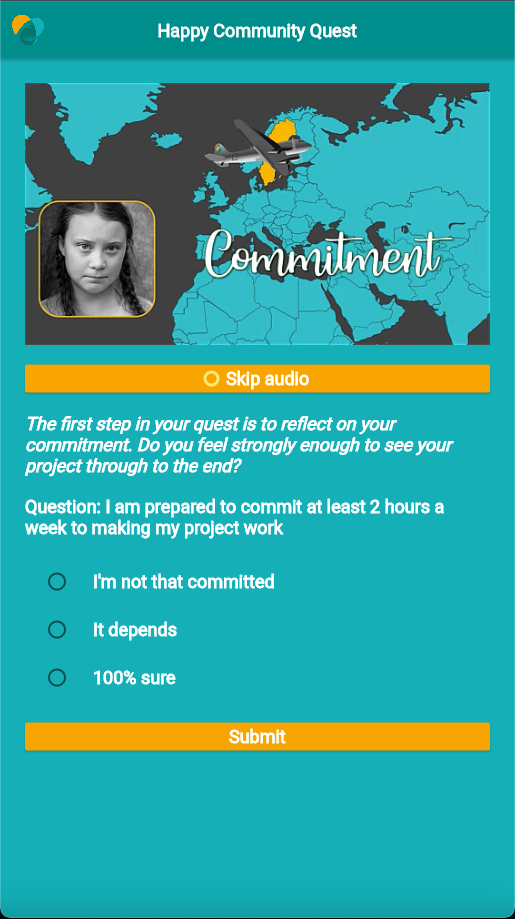 Happy Community Quest
Commitment
Skip audio
The first step in your quest is to reflect on your
commitment. Do you feel strongly enough to see your
project through to the end?
Question: I am prepared to commit at least 2 hours a
week to making my project work
I'm not that committed
It depends
100% sure
Submit